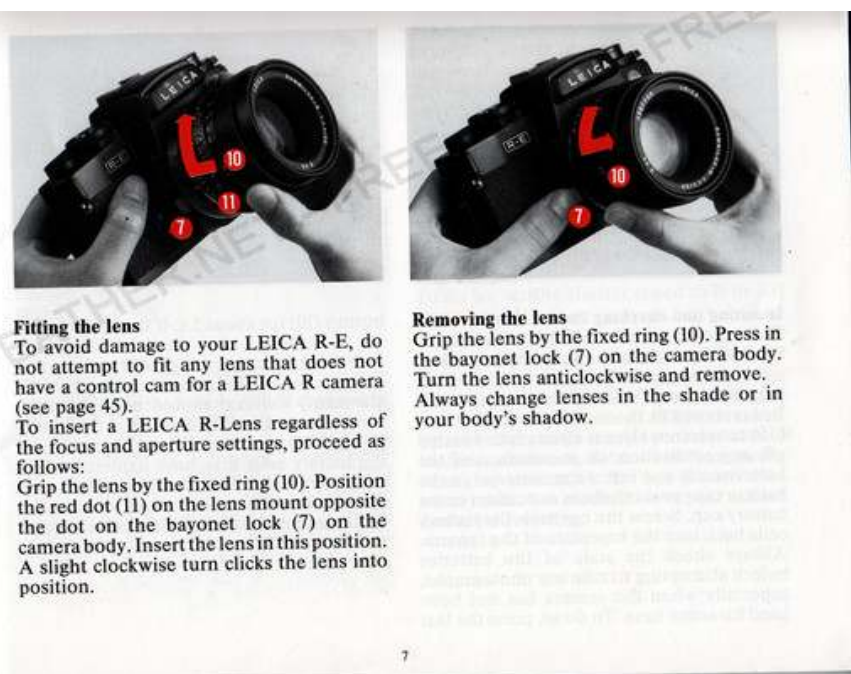 LEICA
R-E
10
11
7
LEICA
R-E
10
7
Fitting the lens
To avoid damage to your LEICA R-E, do
not attempt to fit any lens that does not
have a control cam for a LEICA R camera
(see page 45).
To insert a LEICA R-Lens regardless of
the focus and aperture settings, proceed as
follows:
Grip the lens by the fixed ring (10). Position
the red dot (11) on the lens mount opposite
the dot on the bayonet lock (7) on the
camera body. Insert the lens in this position.
A slight clockwise turn clicks the lens into
position.
Removing the lens
Grip the lens by the fixed ring (10). Press in
the bayonet lock (7) on the camera body.
Turn the lens anticlockwise and remove.
Always change lenses in the shade or in
your body's shadow.
7